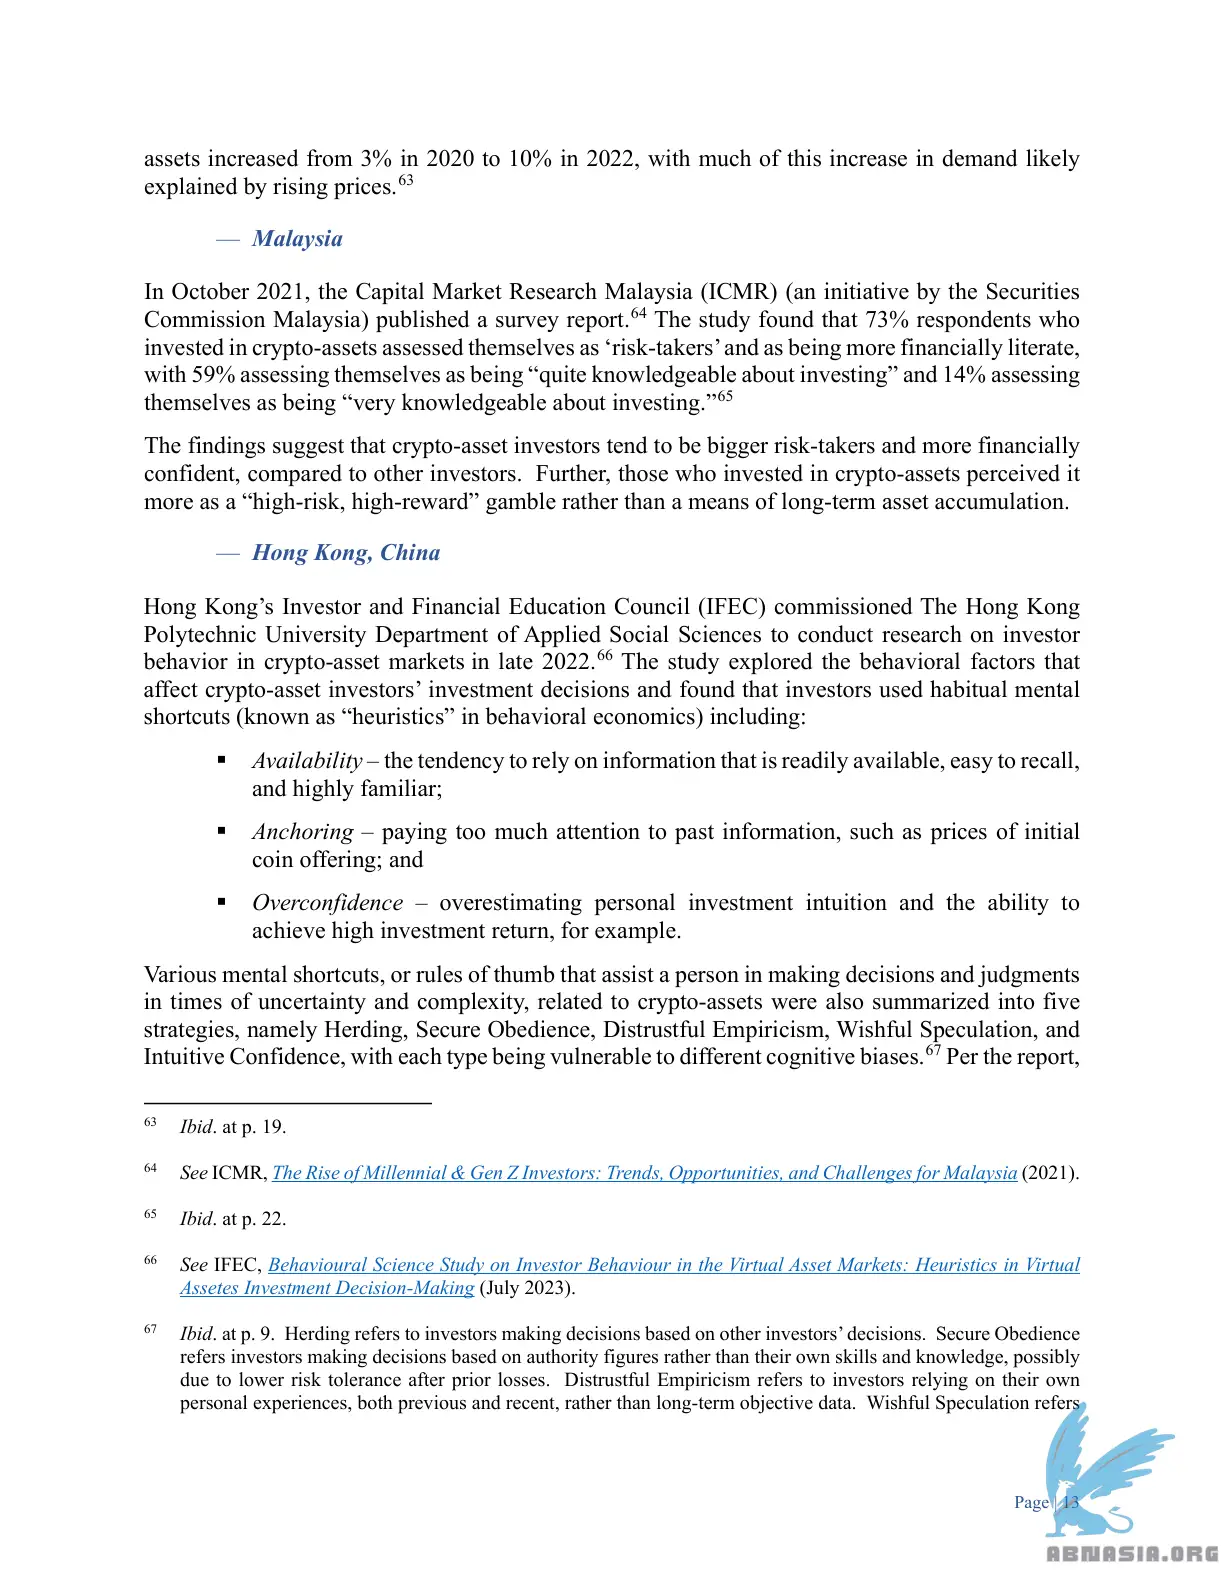 assets increased from 3% in 2020 to 10% in 2022, with much of this increase in demand likely
explained by rising prices.63
— Malaysia
In October 2021, the Capital Market Research Malaysia (ICMR) (an initiative by the Securities
Commission Malaysia) published a survey report.64 The study found that 73% respondents who
invested in crypto-assets assessed themselves as ‘risk-takers’ and as being more financially literate,
with 59% assessing themselves as being “quite knowledgeable about investing” and 14% assessing
themselves as being “very knowledgeable about investing.”65
The findings suggest that crypto-asset investors tend to be bigger risk-takers and more financially
confident, compared to other investors. Further, those who invested in crypto-assets perceived it
more as a “high-risk, high-reward” gamble rather than a means of long-term asset accumulation.
— Hong Kong, China
Hong Kong’s Investor and Financial Education Council (IFEC) commissioned The Hong Kong
Polytechnic University Department of Applied Social Sciences to conduct research on investor
behavior in crypto-asset markets in late 2022.66 The study explored the behavioral factors that
affect crypto-asset investors’ investment decisions and found that investors used habitual mental
shortcuts (known as “heuristics” in behavioral economics) including:
▪ Availability – the tendency to rely on information that is readily available, easy to recall,
and highly familiar;
▪ Anchoring – paying too much attention to past information, such as prices of initial
coin offering; and
▪ Overconfidence – overestimating personal investment intuition and the ability to
achieve high investment return, for example.
Various mental shortcuts, or rules of thumb that assist a person in making decisions and judgments
in times of uncertainty and complexity, related to crypto-assets were also summarized into five
strategies, namely Herding, Secure Obedience, Distrustful Empiricism, Wishful Speculation, and
Intuitive Confidence, with each type being vulnerable to different cognitive biases.67 Per the report,
63 Ibid. at p. 19.
64 See ICMR, The Rise of Millennial & Gen Z Investors: Trends, Opportunities, and Challenges for Malaysia (2021).
65 Ibid. at p. 22.
66 See IFEC, Behavioural Science Study on Investor Behaviour in the Virtual Asset Markets: Heuristics in Virtual
Assetes Investment Decision-Making (July 2023).
67 Ibid. at p. 9. Herding refers to investors making decisions based on other investors’ decisions. Secure Obedience
refers investors making decisions based on authority figures rather than their own skills and knowledge, possibly
due to lower risk tolerance after prior losses. Distrustful Empiricism refers to investors relying on their own
personal experiences, both previous and recent, rather than long-term objective data. Wishful Speculation refers
Page | 13
ABNASIA.ORG